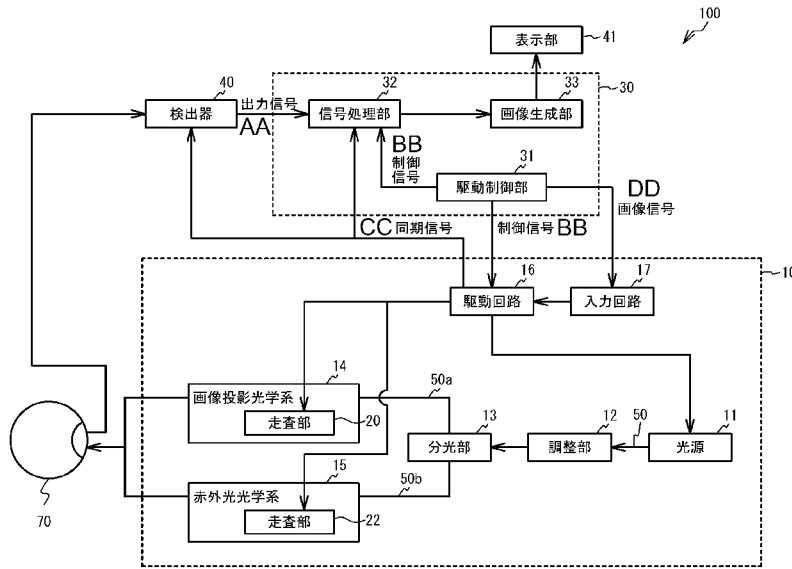 100
表示部
41
40
32
33
30
検出器
出力信号
AA
信号処理部
画像生成部
BB
制御
信号
31
駆動制御部
DD
画像信号
CC 同期信号
制御信号 BB
10
16
17
駆動回路
入力回路
14
画像投影光学系
50a
走査部
20
13
12
50
11
分光部
調整部
光源
15
50b
赤外光光学系
走査部
22
70